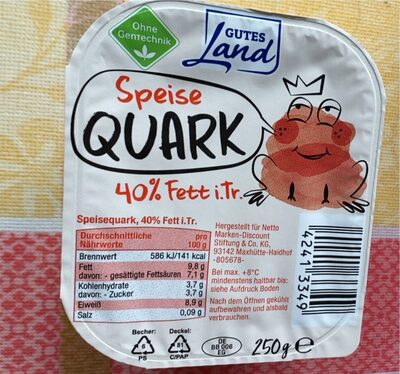 Ohne
GenTechnik
GUTES
Land
Speise
QUARK
40% Fett i.Tr.
Speisequark, 40% Fett i.Tr.
Durchschnittliche pro
Nährwerte 100 g
Brennwert 586 kJ/141 kcal
Fett 9,8 g
davon: - gesättigte Fettsäuren 7,1 g
Kohlenhydrate 3,7 g
davon: - Zucker 3,7 g
Eiweiß 8,9 g
Salz 0,09 g
Hergestellt für Netto
Marken-Discount
Stiftung & Co. KG,
93142 Maxhütte-Haidhof
-805678-
Bei max. +8°C
mindestens haltbar bis:
siehe Aufdruck Boden
Nach dem Öffnen gekühlt
aufbewahren und alsbald
verbrauchen.
4241 3349
Becher: Deckel:
6 81
PS C/PAP
DE
BB 006
EG
250g e